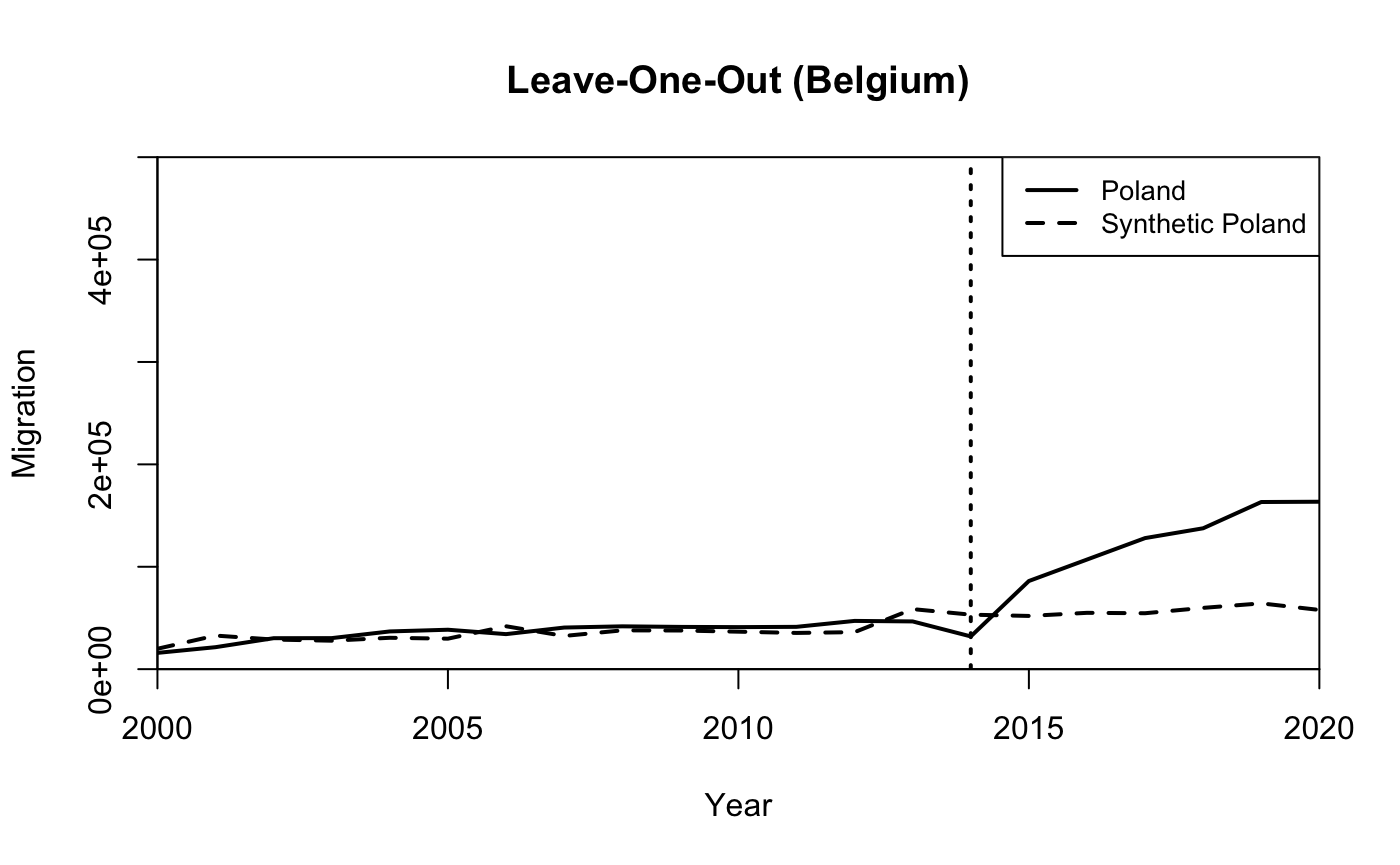 Leave-One-Out (Belgium)
Poland
Synthetic Poland
4e+05
2e+05
0e+00
Migration
2000 2005 2010 2015 2020
Year